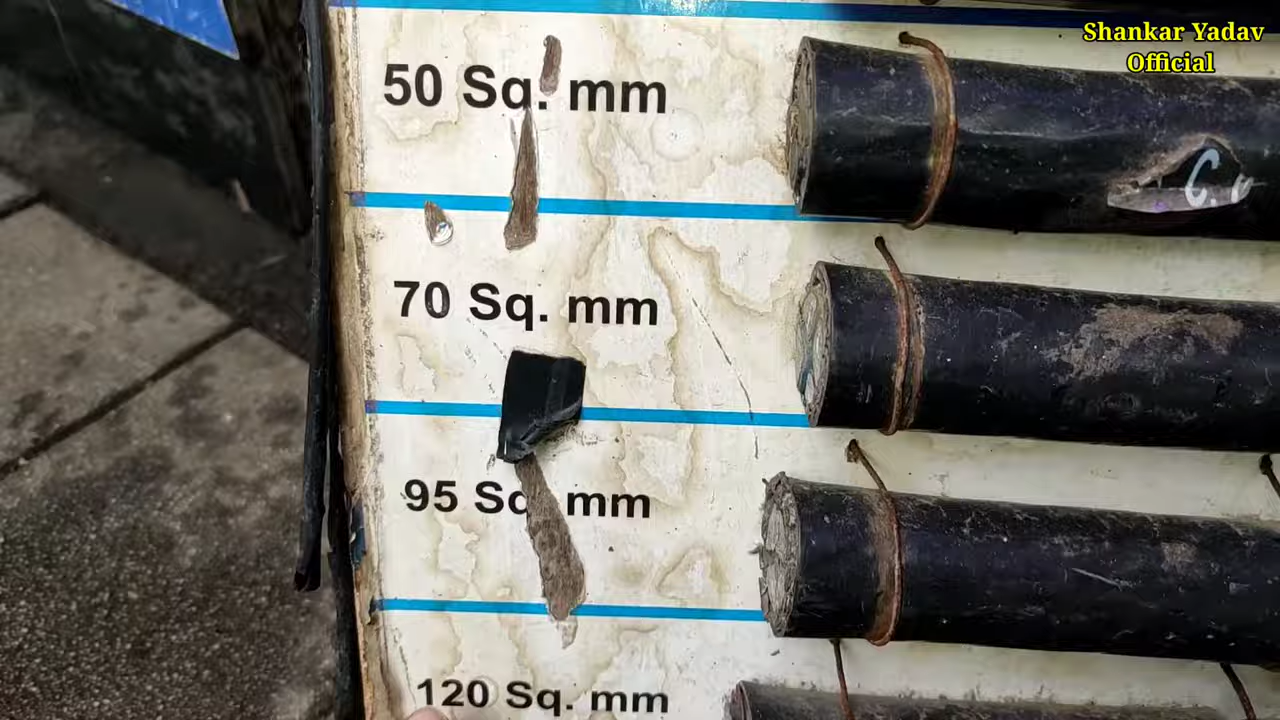 Shankar Yadav
Official
50 Sq. mm
70 Sq. mm
95 Sq. mm
120 Sq. mm